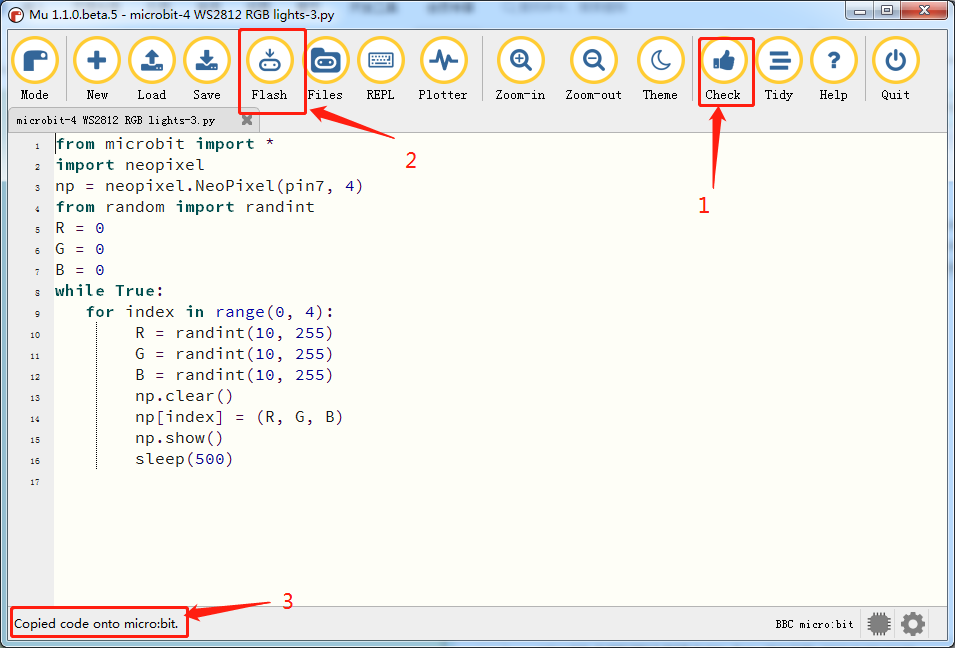 Mu 1.1.0.beta.5 - microbit-4 WS2812 RGB lights-3.py
Mode New Load Save Flash Files REPL Plotter Zoom-in Zoom-out Theme Check Tidy Help Quit
2
1
microbit-4 WS2812 RGB lights-3.py
1 from microbit import *
2 import neopixel
3 np = neopixel.NeoPixel(pin7, 4)
4 from random import randint
5 R = 0
6 G = 0
7 B = 0
8 while True:
9 for index in range(0, 4):
10 R = randint(10, 255)
11 G = randint(10, 255)
12 B = randint(10, 255)
13 np.clear()
14 np[index] = (R, G, B)
15 np.show()
16 sleep(500)
17
3
Copied code onto micro:bit.
BBC micro:bit